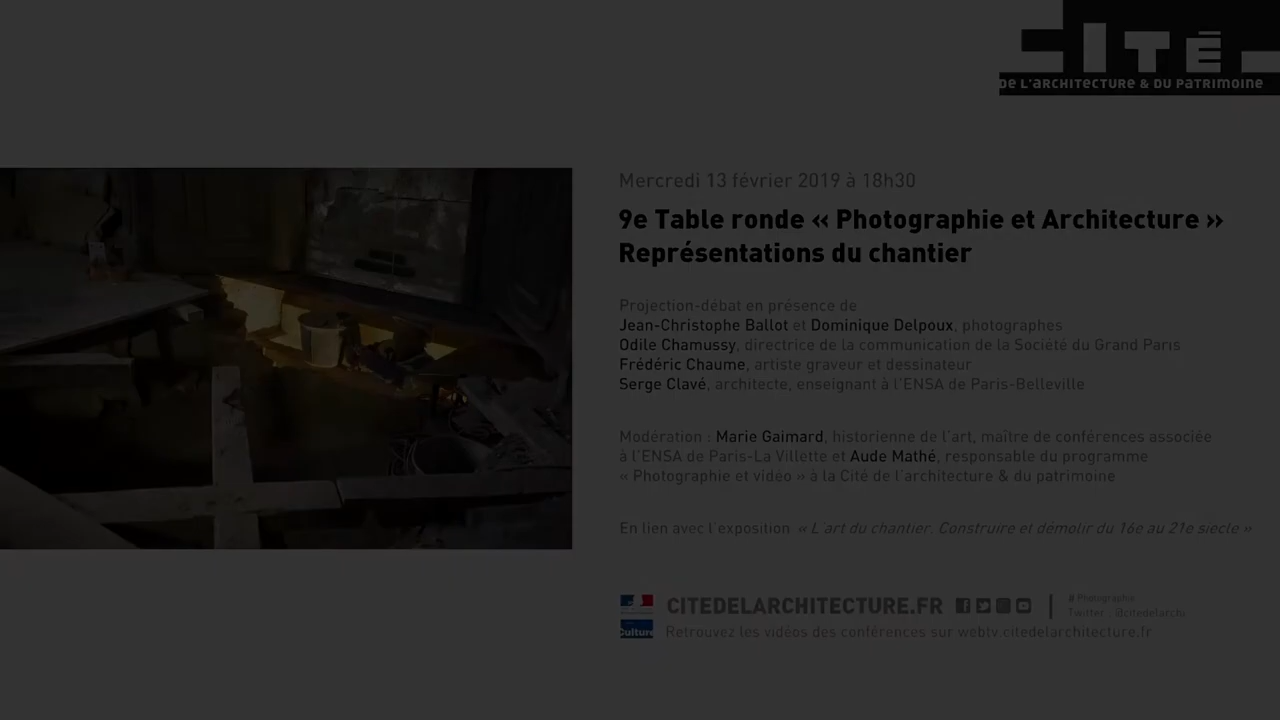 CITÉ
DE L'ARCHITECTURE & DU PATRIMOINE
Mercredi 13 février 2019 à 18h30
9e Table ronde « Photographie et Architecture »
Représentations du chantier
Projection-débat en présence de
Jean-Christophe Ballot et Dominique Delpoux, photographes
Odile Chamussy, directrice de la communication de la Société du Grand Paris
Frédéric Chaume, artiste graveur et dessinateur
Serge Clavé, architecte, enseignant à l'ENSA de Paris-Belleville
Modération : Marie Gaimard, historienne de l'art, maître de conférences associée
à l'ENSA de Paris-La Villette et Aude Mathé, responsable du programme
« Photographie et vidéo » à la Cité de l'architecture & du patrimoine
En lien avec l'exposition « L'art du chantier. Construire et démolir du 16e au 21e siècle »
CITEDELARCHITECTURE.FR
#Photographie
Twitter @citedelarchi
Culture
Retrouvez les vidéos des conférences sur webtv.citedelarchitecture.fr